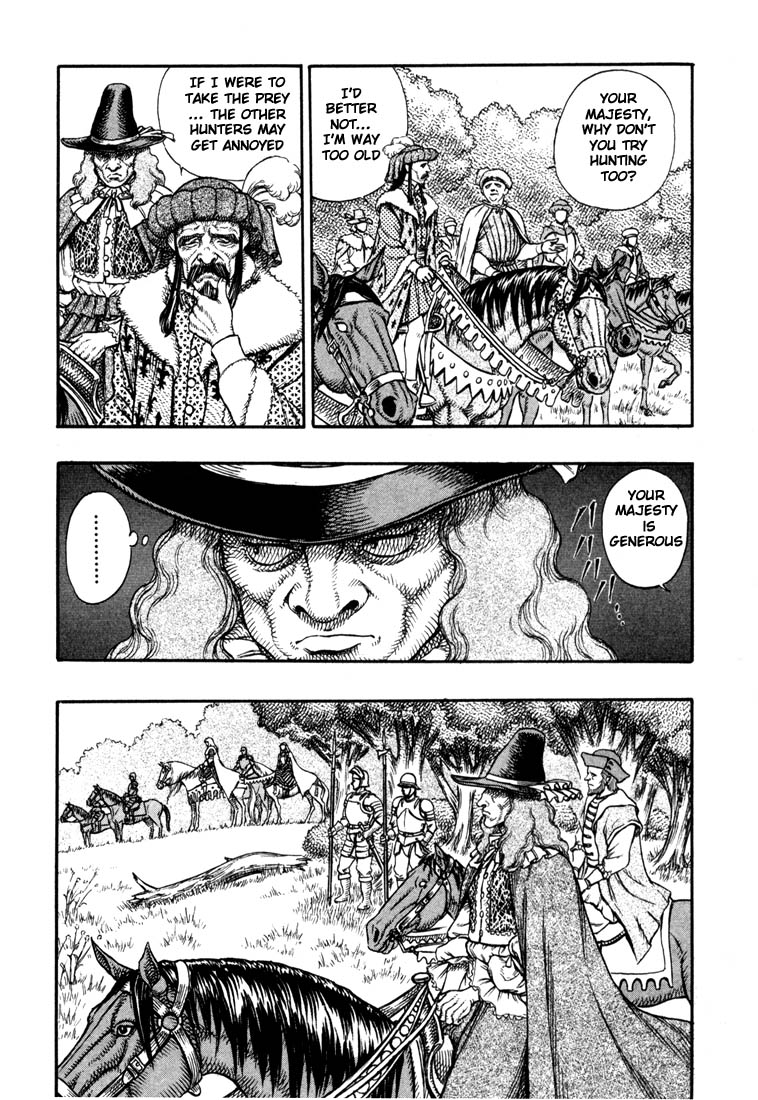 YOUR
MAJESTY,
WHY DON'T
YOU TRY
HUNTING
TOO?
I'D
BETTER
NOT...
I'M WAY
TOO OLD
IF I WERE TO
TAKE THE PREY
... THE OTHER
HUNTERS MAY
GET ANNOYED
YOUR
MAJESTY
IS
GENEROUS
.........